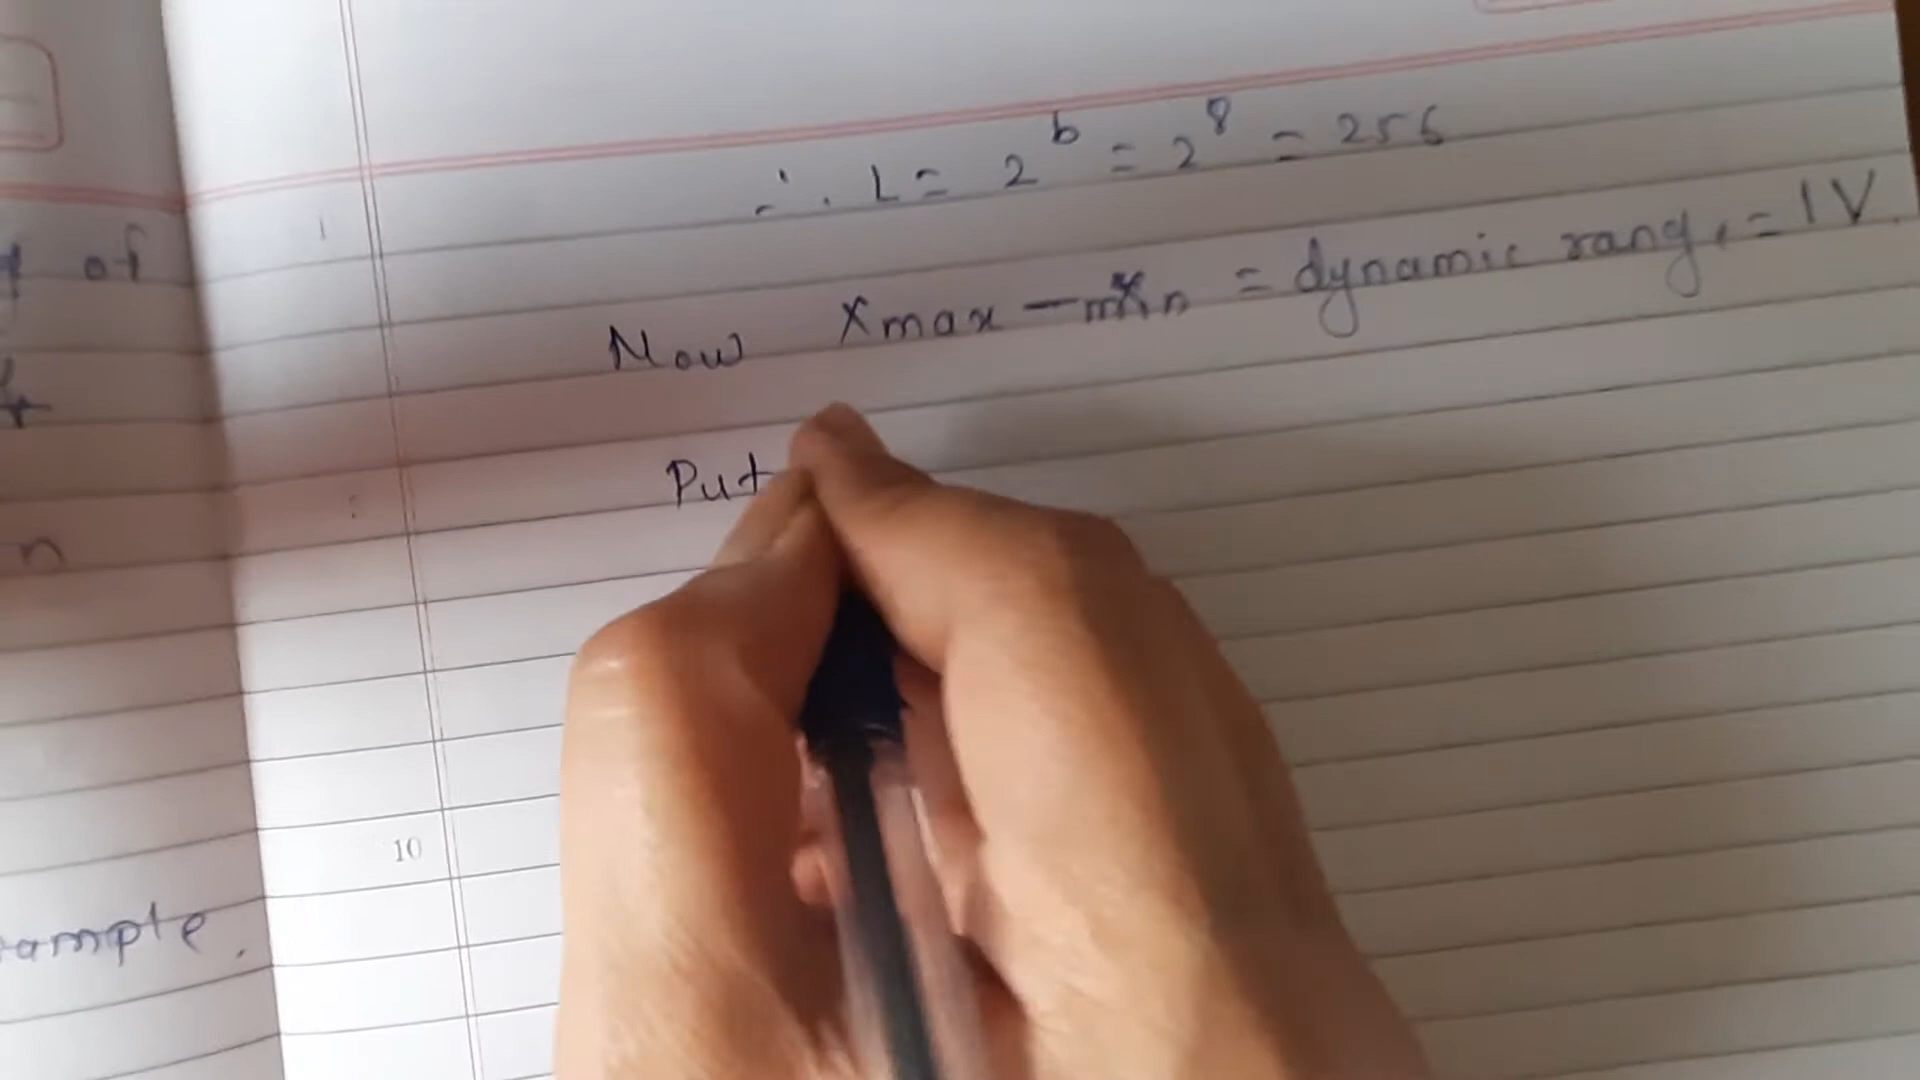 of
n
ample.
∴ L = 2^b = 2^8 = 256
Now Xmax - Xmin = dynamic range = 1V.
Put
10